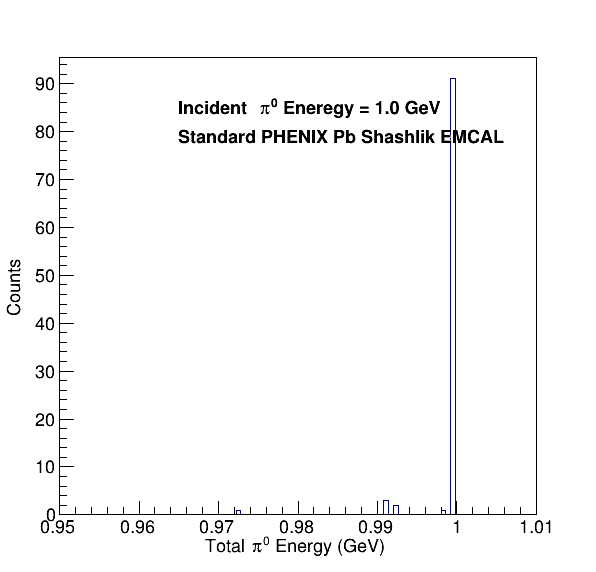 Incident π⁰ Eneregy = 1.0 GeV
Standard PHENIX Pb Shashlik EMCAL
Counts
90
80
70
60
50
40
30
20
10
0
0.95 0.96 0.97 0.98 0.99 1 1.01
Total π⁰ Energy (GeV)